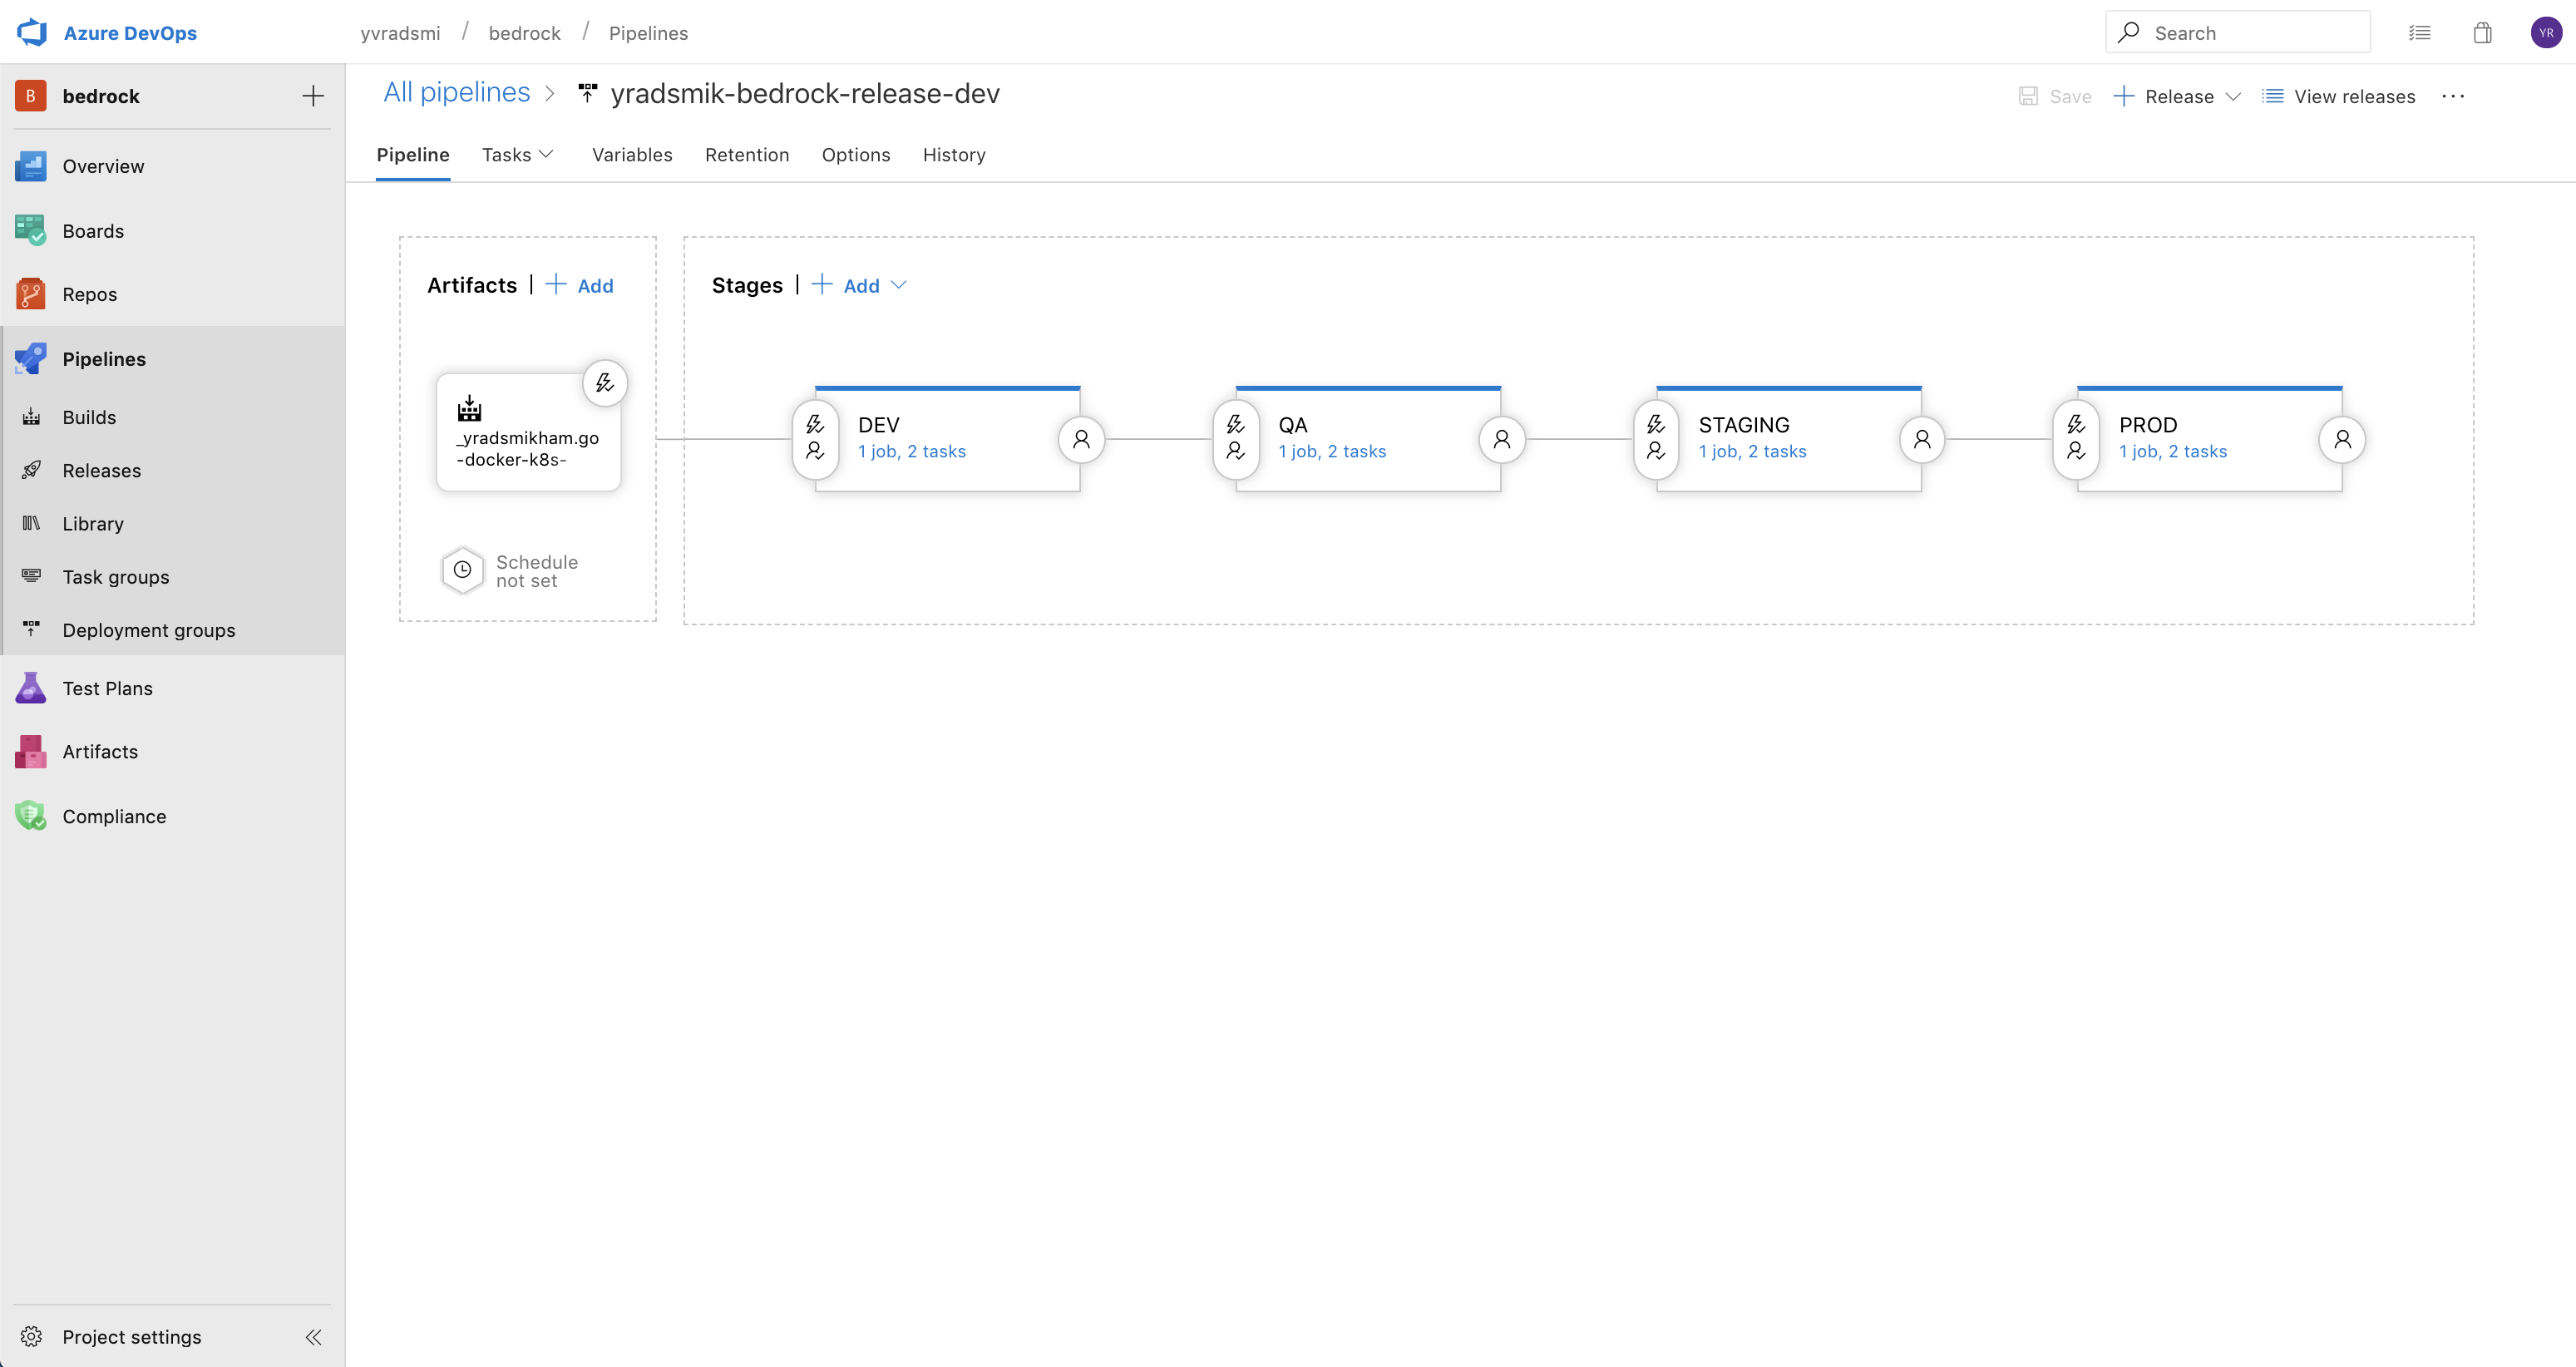 Azure DevOps
yvradsmi / bedrock / Pipelines
Search
YR
B
bedrock
Overview
Boards
Repos
Pipelines
Builds
Releases
Library
Task groups
Deployment groups
Test Plans
Artifacts
Compliance
Project settings
All pipelines > yradsmik-bedrock-release-dev
Save
Release
View releases
Pipeline
Tasks
Variables
Retention
Options
History
Artifacts | + Add
_yradsmikham.go
-docker-k8s-
Schedule
not set
Stages | + Add
DEV
1 job, 2 tasks
QA
1 job, 2 tasks
STAGING
1 job, 2 tasks
PROD
1 job, 2 tasks